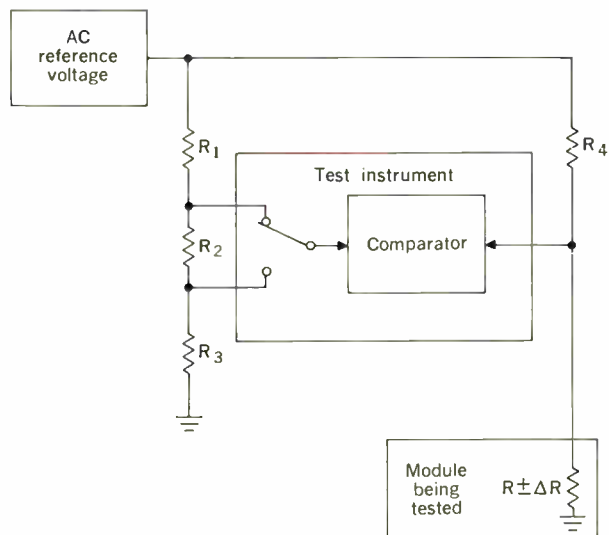 AC
reference
voltage
R1
R4
Test instrument
Comparator
R2
R3
Module
being
tested
R±ΔR